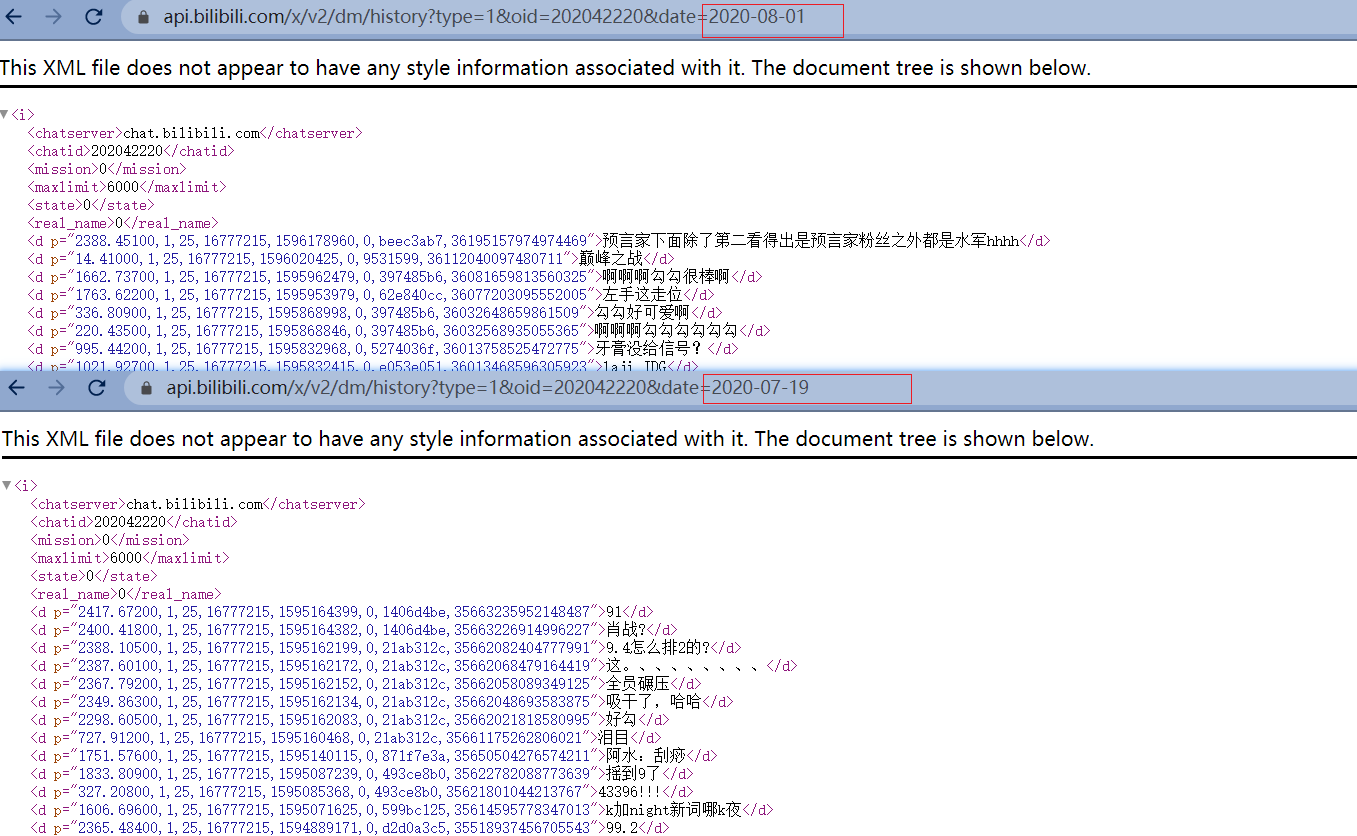 api.bilibili.com/x/v2/dm/history?type=1&oid=202042220&date=2020-08-01
This XML file does not appear to have any style information associated with it. The document tree is shown below.
▼<i>
<chatserver>chat.bilibili.com</chatserver>
<chatid>202042220</chatid>
<mission>0</mission>
<maxlimit>6000</maxlimit>
<state>0</state>
<real_name>0</real_name>
<d p="2388.45100,1,25,16777215,1596178960,0,beec3ab7,36195157974974469">预言家下面除了第二看得出是预言家粉丝之外都是水军hhhh</d>
<d p="14.41000,1,25,16777215,1596020425,0,9531599,36112040097480711">巅峰之战</d>
<d p="1662.73700,1,25,16777215,1595962479,0,397485b6,36081659813560325">啊啊啊勾勾很棒啊</d>
<d p="1763.62200,1,25,16777215,1595953979,0,62e840cc,36077203095552005">左手这走位</d>
<d p="336.80900,1,25,16777215,1595868998,0,397485b6,36032648659861509">勾勾好可爱啊</d>
<d p="220.43500,1,25,16777215,1595868846,0,397485b6,36032568935055365">啊啊啊勾勾勾勾勾勾</d>
<d p="995.44200,1,25,16777215,1595832968,0,5274036f,36013758525472775">牙膏没给信号？</d>
<d p="1021.92700,1,25,16777215,1595832415,0,e053e051,36013468596305923">laji JDG</d>
api.bilibili.com/x/v2/dm/history?type=1&oid=202042220&date=2020-07-19
This XML file does not appear to have any style information associated with it. The document tree is shown below.
▼<i>
<chatserver>chat.bilibili.com</chatserver>
<chatid>202042220</chatid>
<mission>0</mission>
<maxlimit>6000</maxlimit>
<state>0</state>
<real_name>0</real_name>
<d p="2417.67200,1,25,16777215,1595164399,0,1406d4be,35663235952148487">91</d>
<d p="2400.41800,1,25,16777215,1595164382,0,1406d4be,35663226914996227">肖战?</d>
<d p="2388.10500,1,25,16777215,1595162199,0,21ab312c,35662082404777991">9.4怎么排2的?</d>
<d p="2387.60100,1,25,16777215,1595162172,0,21ab312c,35662068479164419">这。、、、、、、、、、</d>
<d p="2367.79200,1,25,16777215,1595162152,0,21ab312c,35662058089349125">全员碾压</d>
<d p="2349.86300,1,25,16777215,1595162134,0,21ab312c,35662048693583875">吸干了，哈哈</d>
<d p="2298.60500,1,25,16777215,1595162083,0,21ab312c,35662021818580995">好勾</d>
<d p="727.91200,1,25,16777215,1595160468,0,21ab312c,35661175262806021">泪目</d>
<d p="1751.57600,1,25,16777215,1595140115,0,871f7e3a,35650504276574211">阿水：刮痧</d>
<d p="1833.80900,1,25,16777215,1595087239,0,493ce8b0,35622782088773639">摇到9了</d>
<d p="327.20800,1,25,16777215,1595085368,0,493ce8b0,35621801044213767">43396!!!</d>
<d p="1606.69600,1,25,16777215,1595071625,0,599bc125,35614595778347013">k加night新词哪k夜</d>
<d p="2365.48400,1,25,16777215,1594889171,0,d2d0a3c5,35518937456705543">99.2</d>